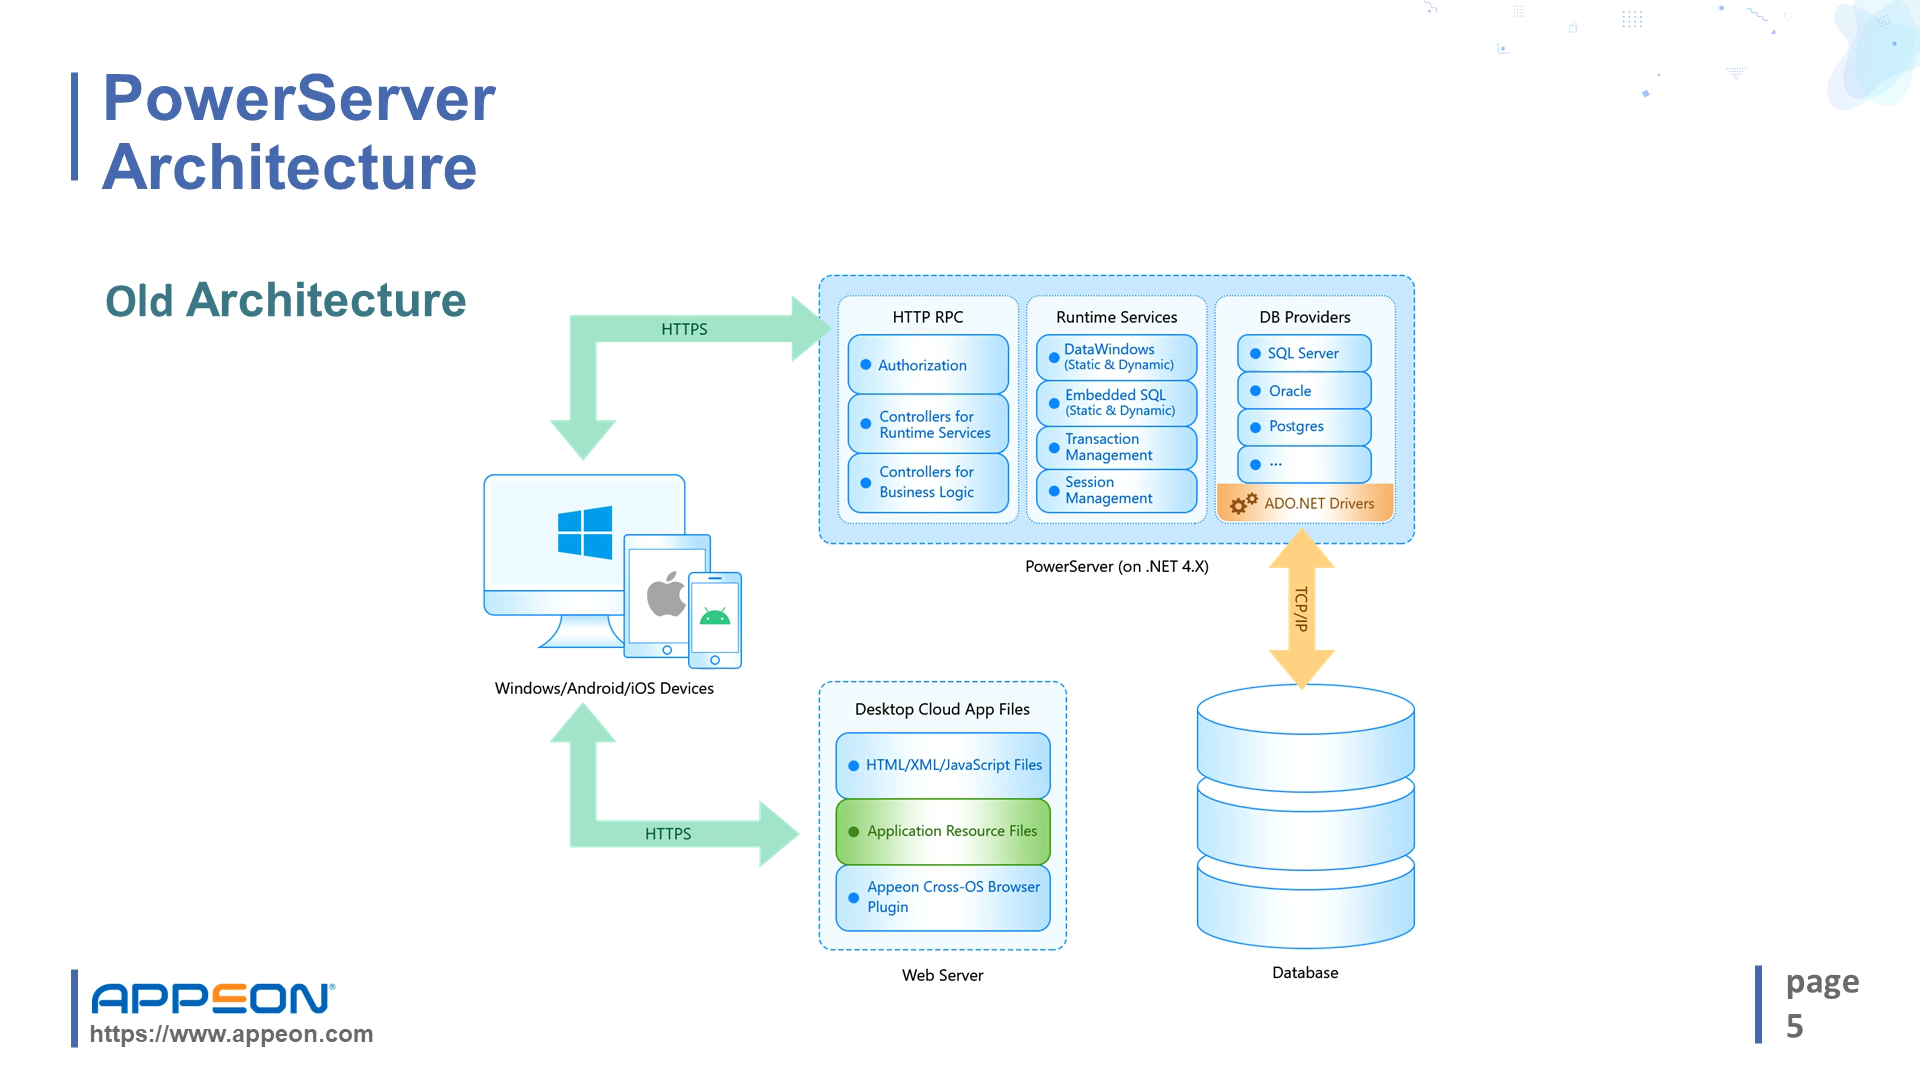 PowerServer
Architecture
Old Architecture
HTTPS
HTTP RPC
Authorization
Controllers for
Runtime Services
Controllers for
Business Logic
Runtime Services
DataWindows
(Static & Dynamic)
Embedded SQL
(Static & Dynamic)
Transaction
Management
Session
Management
DB Providers
SQL Server
Oracle
Postgres
...
ADO.NET Drivers
PowerServer (on .NET 4.X)
TCP/IP
Windows/Android/iOS Devices
HTTPS
Desktop Cloud App Files
HTML/XML/JavaScript Files
Application Resource Files
Appeon Cross-OS Browser
Plugin
Web Server
Database
APPEON®
https://www.appeon.com
page
5